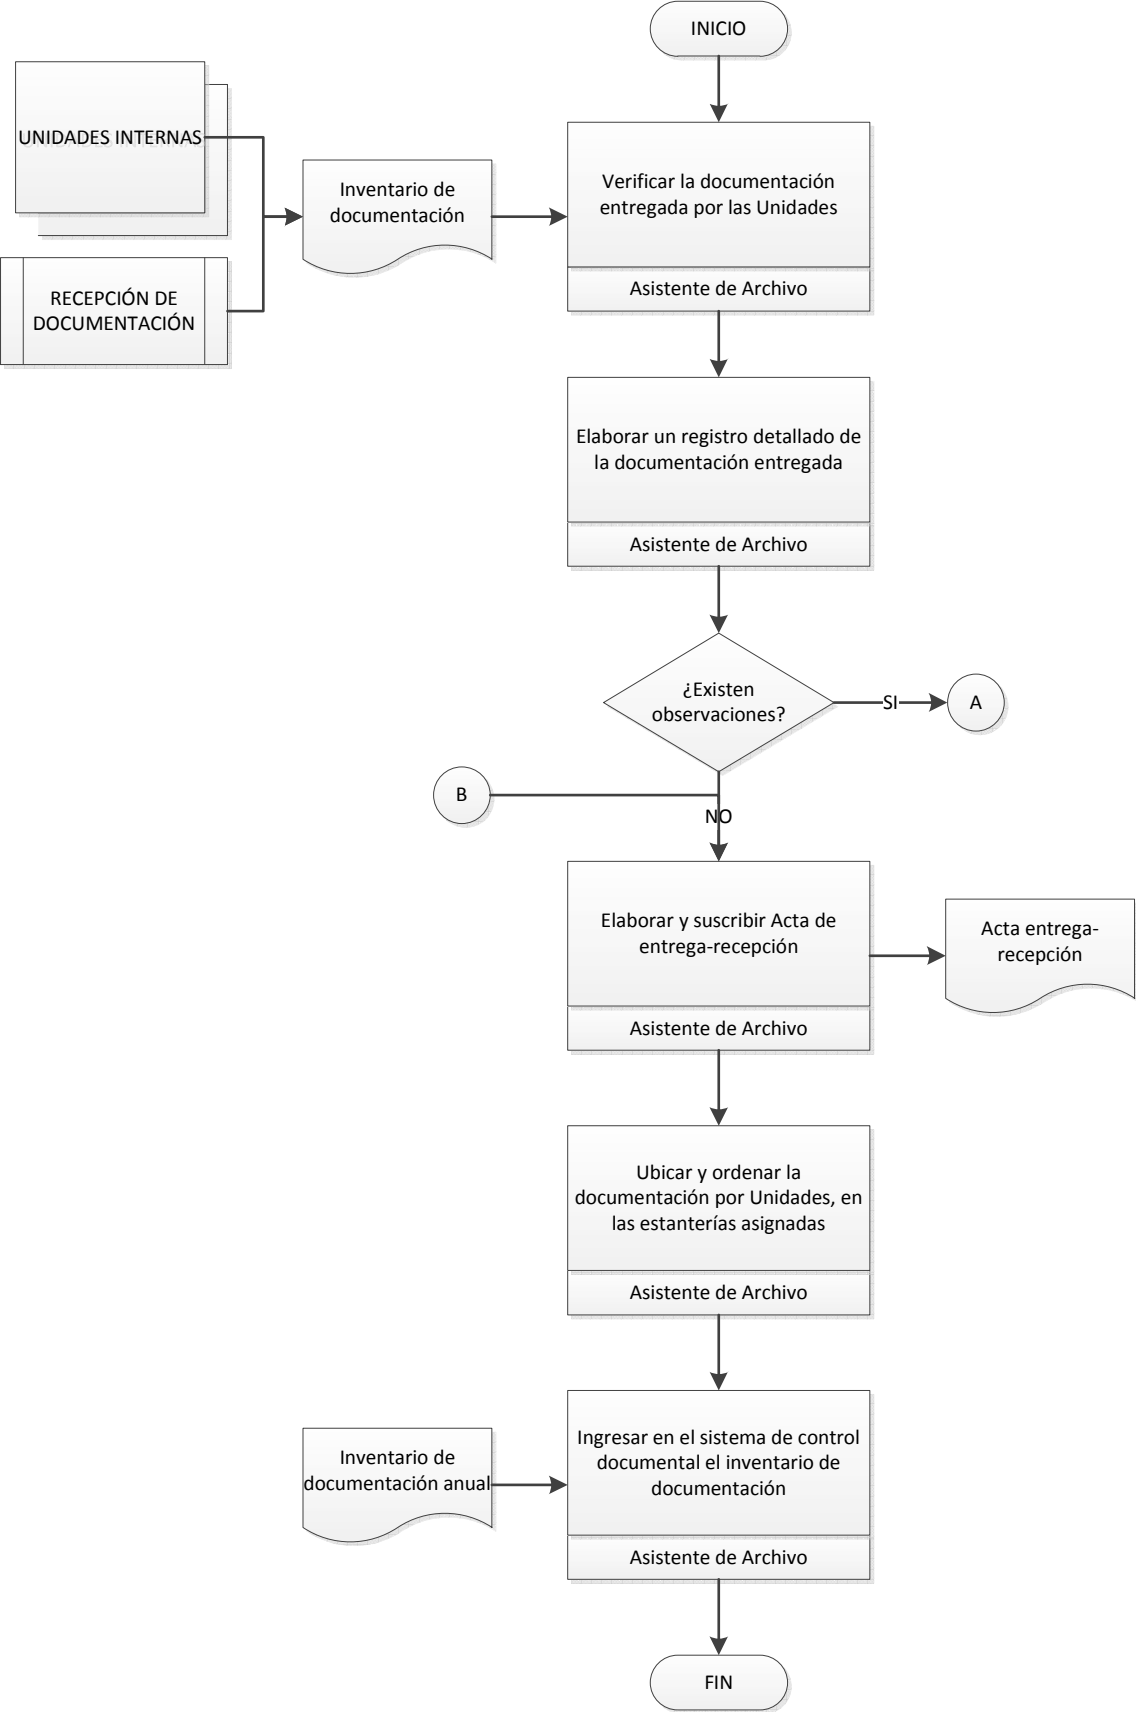 INICIO
UNIDADES INTERNAS
Inventario de
documentación
Verificar la documentación
entregada por las Unidades
Asistente de Archivo
RECEPCIÓN DE
DOCUMENTACIÓN
Elaborar un registro detallado de
la documentación entregada
Asistente de Archivo
¿Existen
observaciones?
SI
A
B
NO
Elaborar y suscribir Acta de
entrega-recepción
Asistente de Archivo
Acta entrega-
recepción
Ubicar y ordenar la
documentación por Unidades, en
las estanterías asignadas
Asistente de Archivo
Inventario de
documentación anual
Ingresar en el sistema de control
documental el inventario de
documentación
Asistente de Archivo
FIN